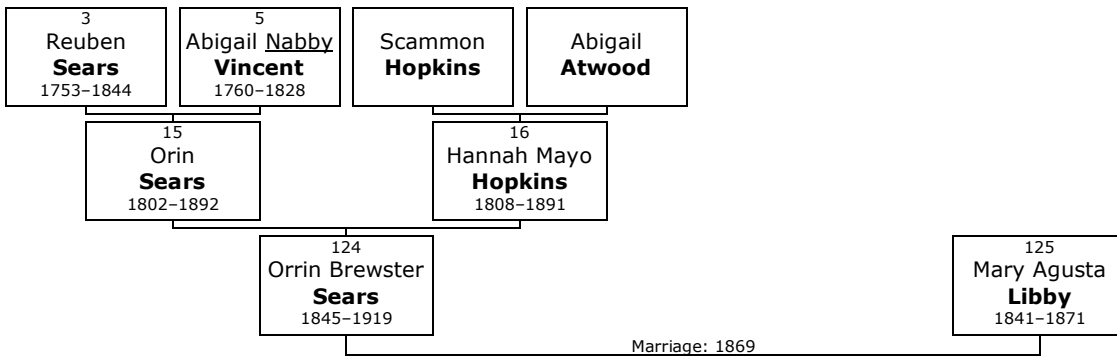 3
Reuben
Sears
1753–1844
5
Abigail Nabby
Vincent
1760–1828
Scammon
Hopkins
Abigail
Atwood
15
Orin
Sears
1802–1892
16
Hannah Mayo
Hopkins
1808–1891
124
Orrin Brewster
Sears
1845–1919
125
Mary Agusta
Libby
1841–1871
Marriage: 1869